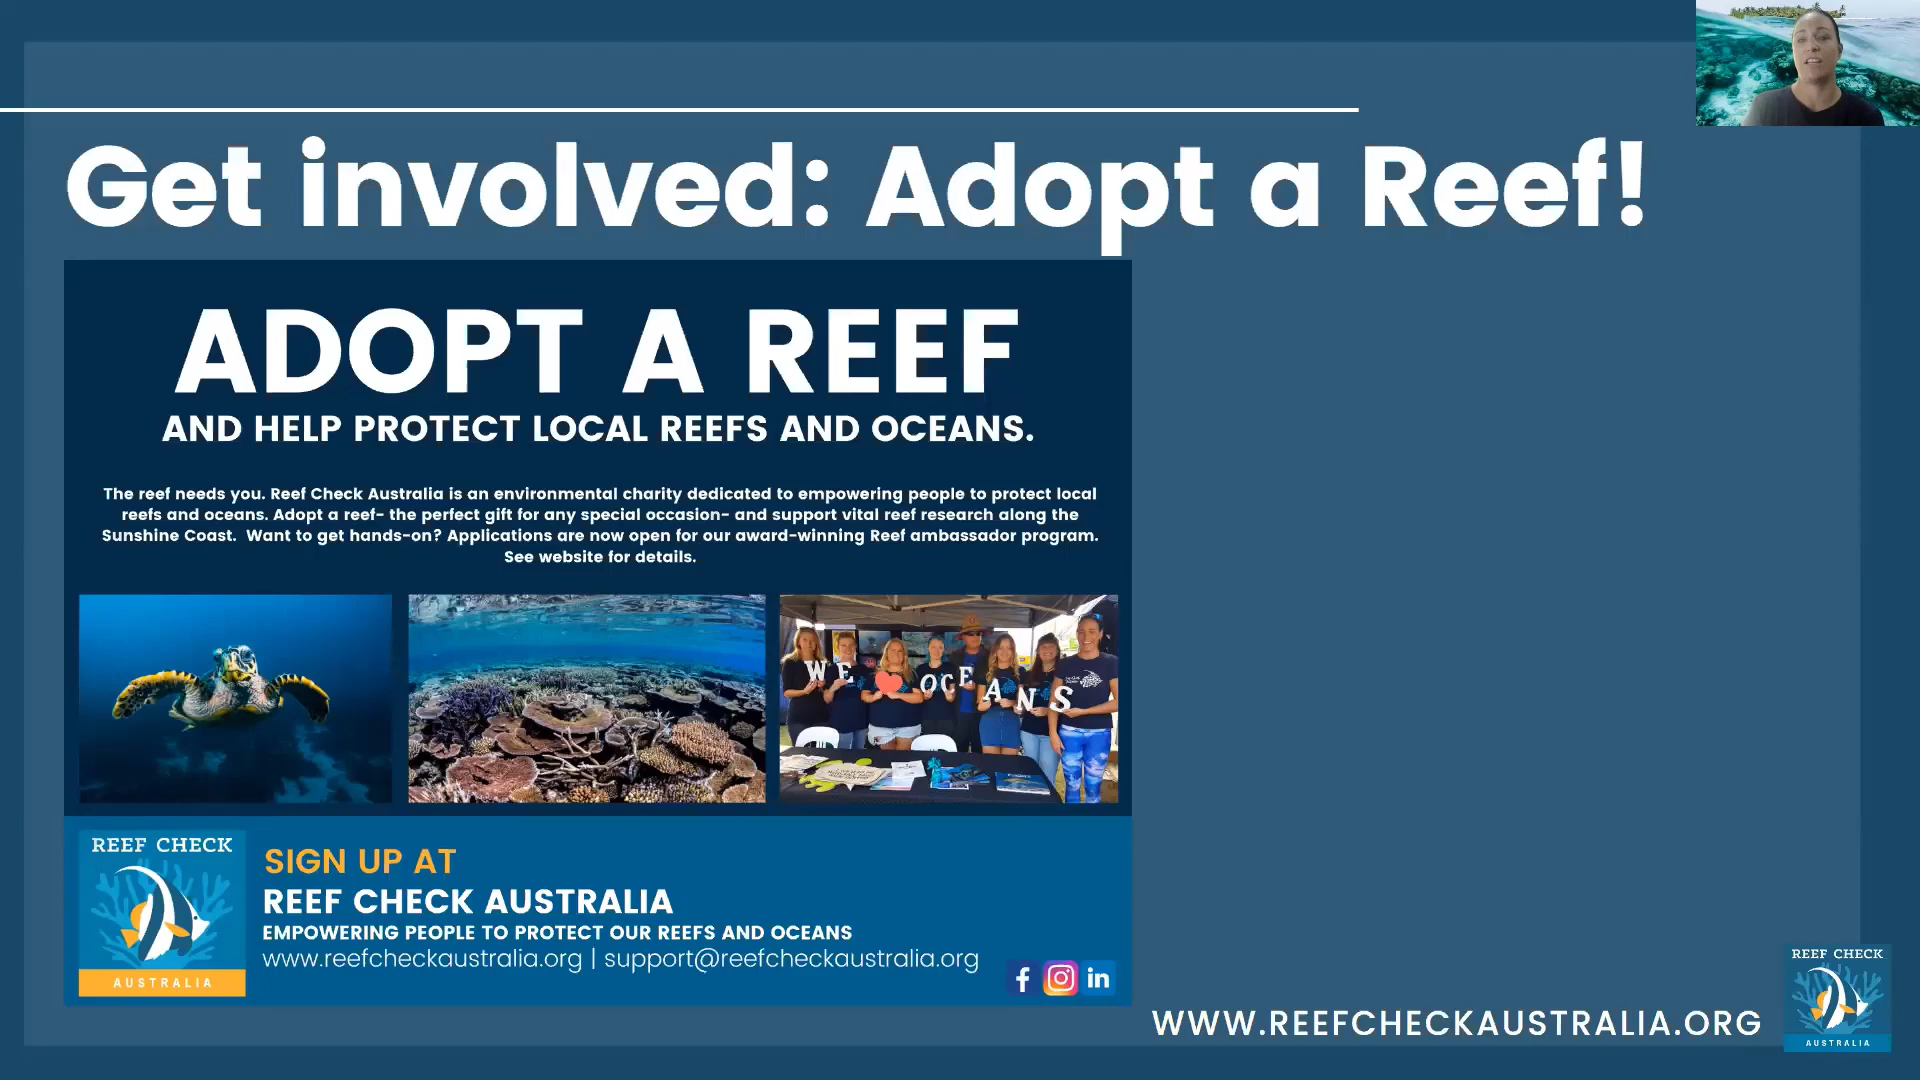 Get involved: Adopt a Reef!
ADOPT A REEF
AND HELP PROTECT LOCAL REEFS AND OCEANS.
The reef needs you. Reef Check Australia is an environmental charity dedicated to empowering people to protect local
reefs and oceans. Adopt a reef- the perfect gift for any special occasion- and support vital reef research along the
Sunshine Coast. Want to get hands-on? Applications are now open for our award-winning Reef ambassador program.
See website for details.
WE OCEANS
REEF CHECK
AUSTRALIA
SIGN UP AT
REEF CHECK AUSTRALIA
EMPOWERING PEOPLE TO PROTECT OUR REEFS AND OCEANS
www.reefcheckaustralia.org | support@reefcheckaustralia.org
f in
WWW.REEFCHECKAUSTRALIA.ORG
REEF CHECK
AUSTRALIA